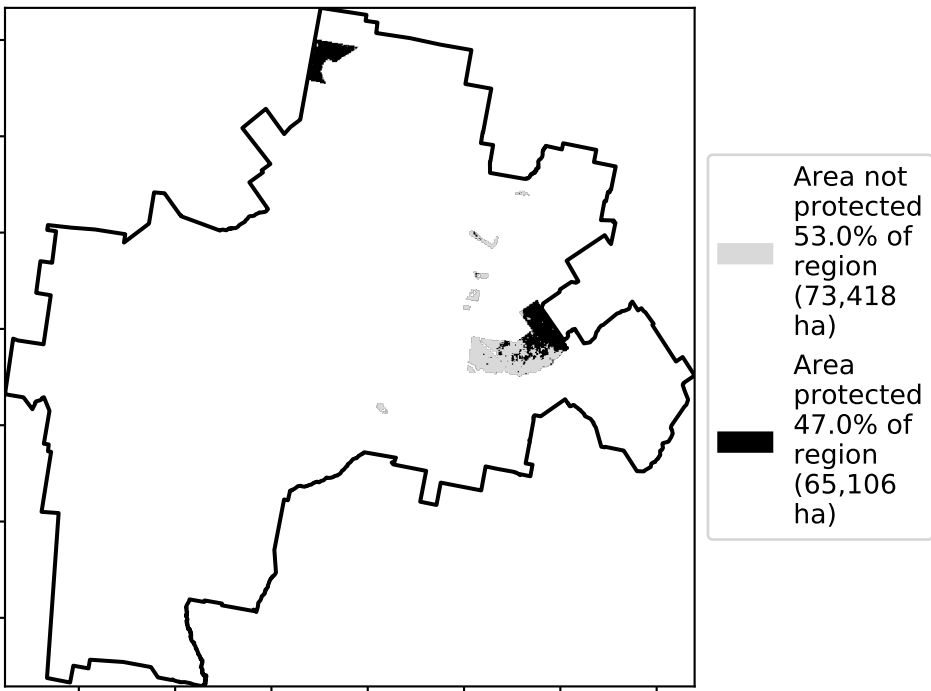 Area not
protected
53.0% of
region
(73,418
ha)
Area
protected
47.0% of
region
(65,106
ha)